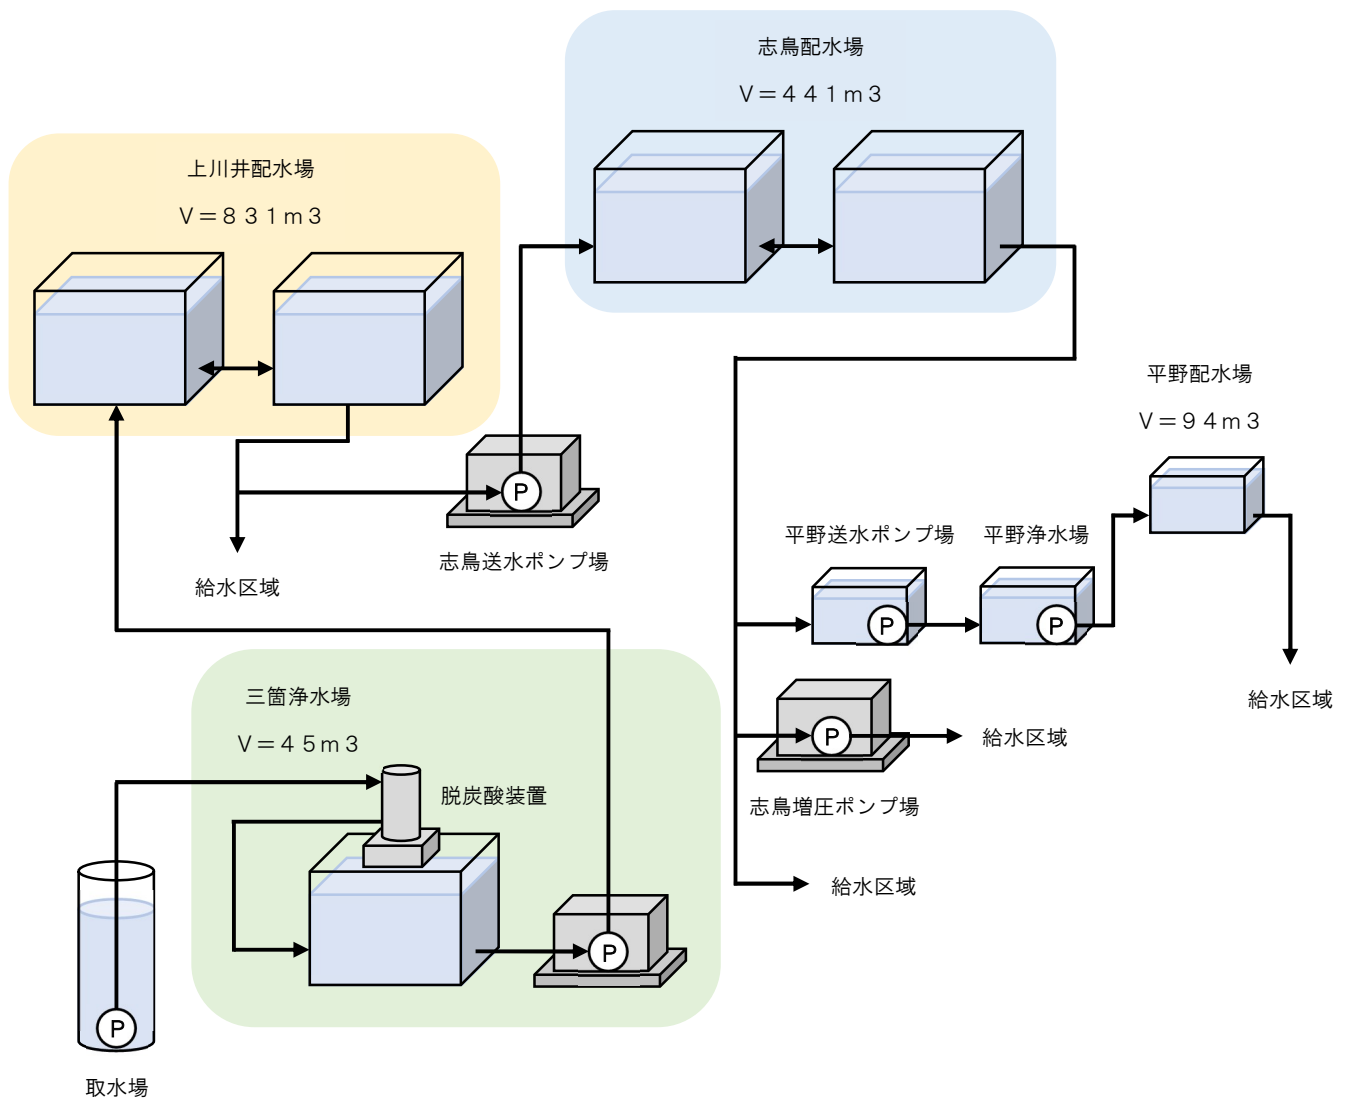 志鳥配水場
Ｖ＝４４１ｍ３
上川井配水場
Ｖ＝８３１ｍ３
平野配水場
Ｖ＝９４ｍ３
P
志鳥送水ポンプ場
給水区域
平野送水ポンプ場
平野浄水場
P
P
給水区域
三箇浄水場
Ｖ＝４５ｍ３
脱炭酸装置
P
給水区域
志鳥増圧ポンプ場
給水区域
P
P
取水場